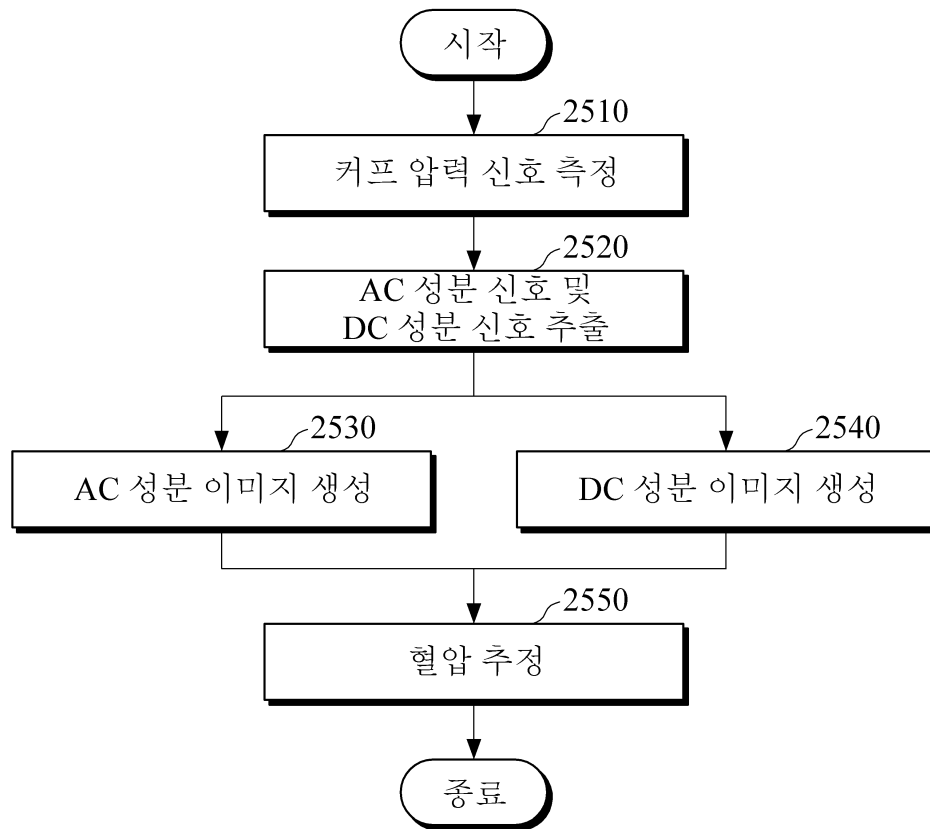 시작
2510
커프 압력 신호 측정
2520
AC 성분 신호 및
DC 성분 신호 추출
2530
AC 성분 이미지 생성
2540
DC 성분 이미지 생성
2550
혈압 추정
종료